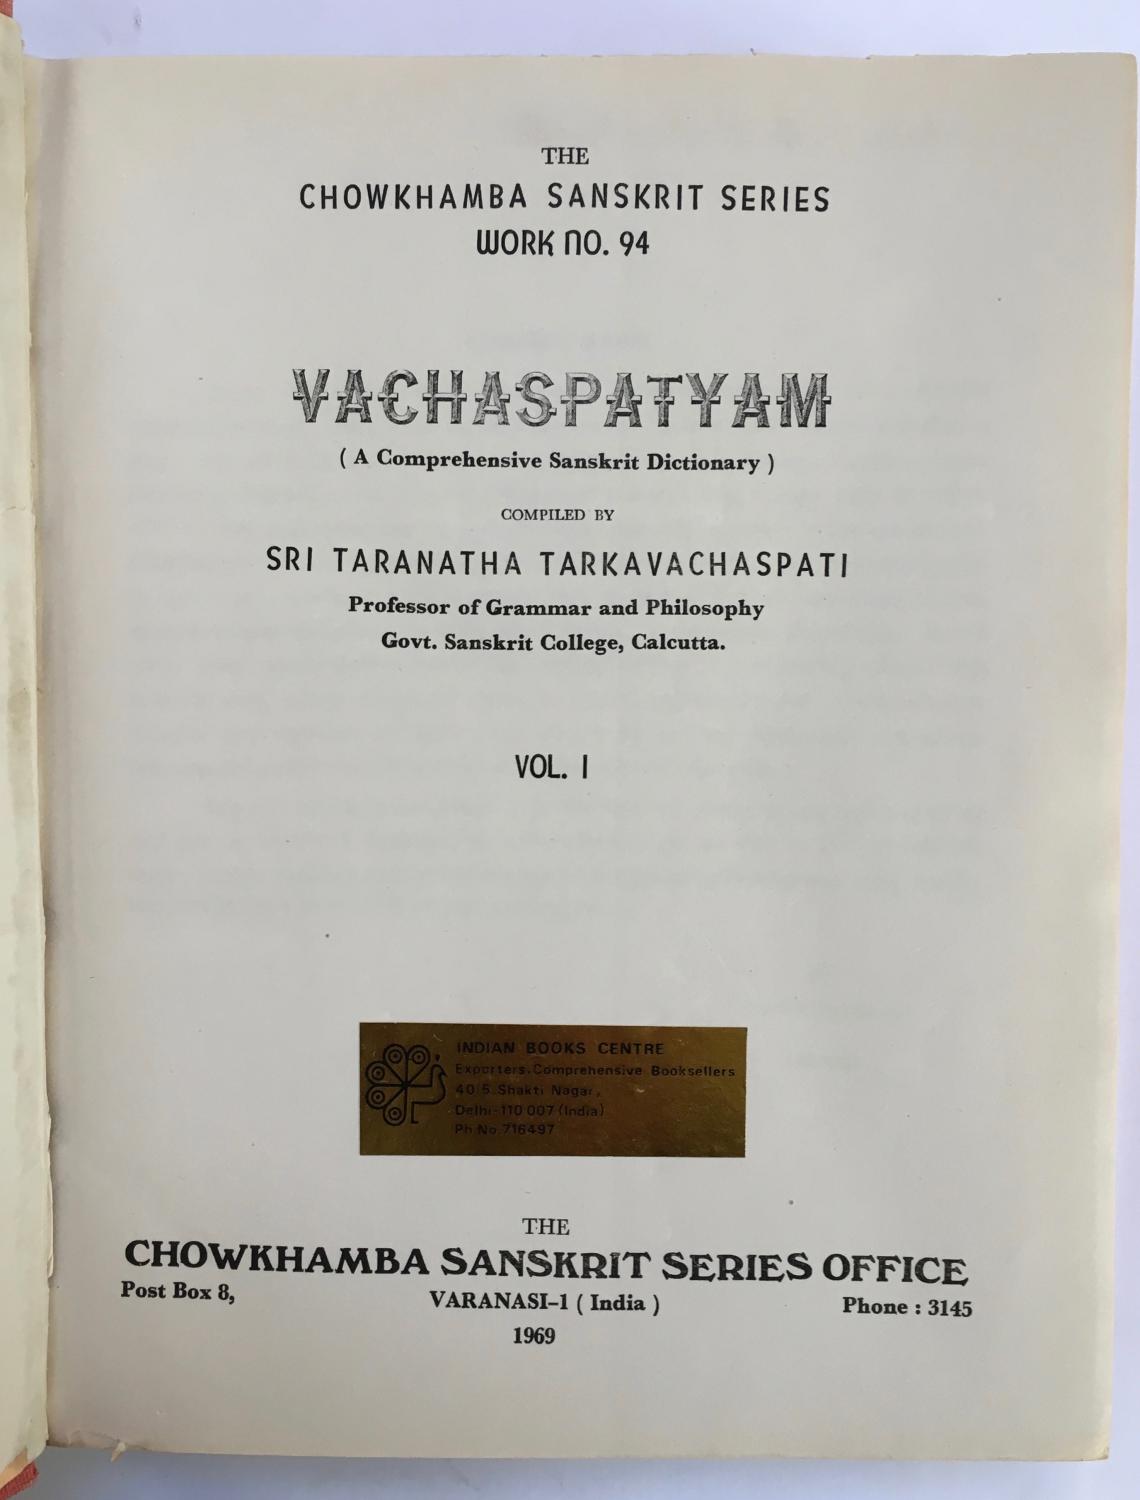 THE
CHOWKHAMBA SANSKRIT SERIES
WORK NO. 94
VACHASPATYAM
( A Comprehensive Sanskrit Dictionary )
COMPILED BY
SRI TARANATHA TARKAVACHASPATI
Professor of Grammar and Philosophy
Govt. Sanskrit College, Calcutta.
VOL. I
INDIAN BOOKS CENTRE
Exporters, Comprehensive Booksellers
40/5, Shakti Nagar,
Delhi-110 007 (India)
Ph. No. 716497
THE
CHOWKHAMBA SANSKRIT SERIES OFFICE
Post Box 8, VARANASI-1 ( India ) Phone : 3145
1969